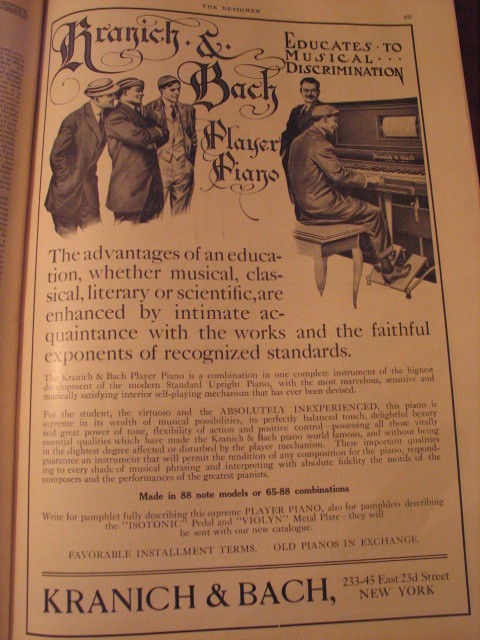 THE DESIGNER
Kranich & Bach
Player Piano
EDUCATES TO
MUSICAL...
DISCRIMINATION
Kranich & Bach
The advantages of an educa-
tion, whether musical, clas-
sical, literary or scientific, are
enhanced by intimate ac-
quaintance with the works and the faithful
exponents of recognized standards.
The Kranich & Bach Player Piano is a combination in one complete instrument of the highest
development of the modern Standard Upright Piano, with the most marvelous, sensitive and
musically satisfying interior self-playing mechanism that has ever been devised.
For the student, the virtuoso and the ABSOLUTELY INEXPERIENCED, this piano is
supreme in its wealth of musical possibilities, its perfectly balanced touch, delightful beauty
and great power of tone, flexibility of action and positive control—possessing all those vitally
essential qualities which have made the Kranich & Bach piano world famous, and without being
in the slightest degree affected or disturbed by the player mechanism. These important qualities
guarantee an instrument that will permit the rendition of any composition for the piano, respond-
ing to every shade of musical phrasing and interpreting with absolute fidelity the motifs of the
composers and the performances of the greatest pianists.
Made in 88 note models or 65-88 combinations
Write for pamphlet fully describing this supreme PLAYER PIANO, also for pamphlets describing
the "ISOTONIC" Pedal and "VIOLYN" Metal Plate—they will
be sent with our new catalogue.
FAVORABLE INSTALLMENT TERMS. OLD PIANOS IN EXCHANGE.
KRANICH & BACH, 233-45 East 23d Street
NEW YORK